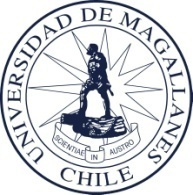 UNIVERSIDAD DE MAGALLANES
SCIENTIAE IN AUSTRO
CHILE